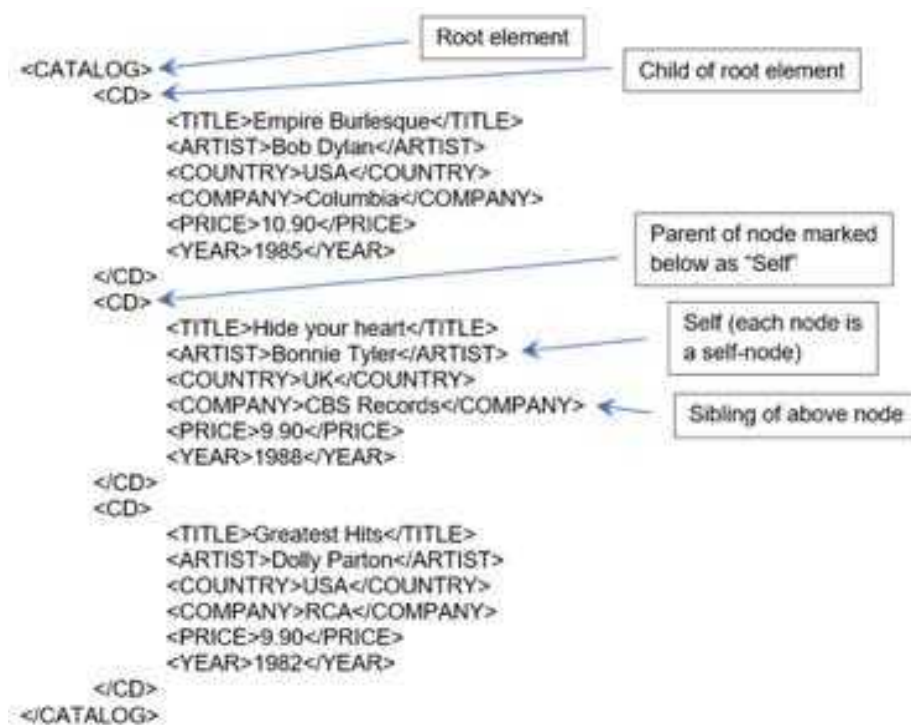 Root element
<CATALOG>
Child of root element
<CD>
<TITLE>Empire Burlesque</TITLE>
<ARTIST>Bob Dylan</ARTIST>
<COUNTRY>USA</COUNTRY>
<COMPANY>Columbia</COMPANY>
<PRICE>10.90</PRICE>
<YEAR>1985</YEAR>
Parent of node marked
below as "Self"
</CD>
<CD>
<TITLE>Hide your heart</TITLE>
<ARTIST>Bonnie Tyler</ARTIST>
Self (each node is
a self-node)
<COUNTRY>UK</COUNTRY>
<COMPANY>CBS Records</COMPANY>
Sibling of above node
<PRICE>9.90</PRICE>
<YEAR>1988</YEAR>
</CD>
<CD>
<TITLE>Greatest Hits</TITLE>
<ARTIST>Dolly Parton</ARTIST>
<COUNTRY>USA</COUNTRY>
<COMPANY>RCA</COMPANY>
<PRICE>9.90</PRICE>
<YEAR>1982</YEAR>
</CD>
</CATALOG>